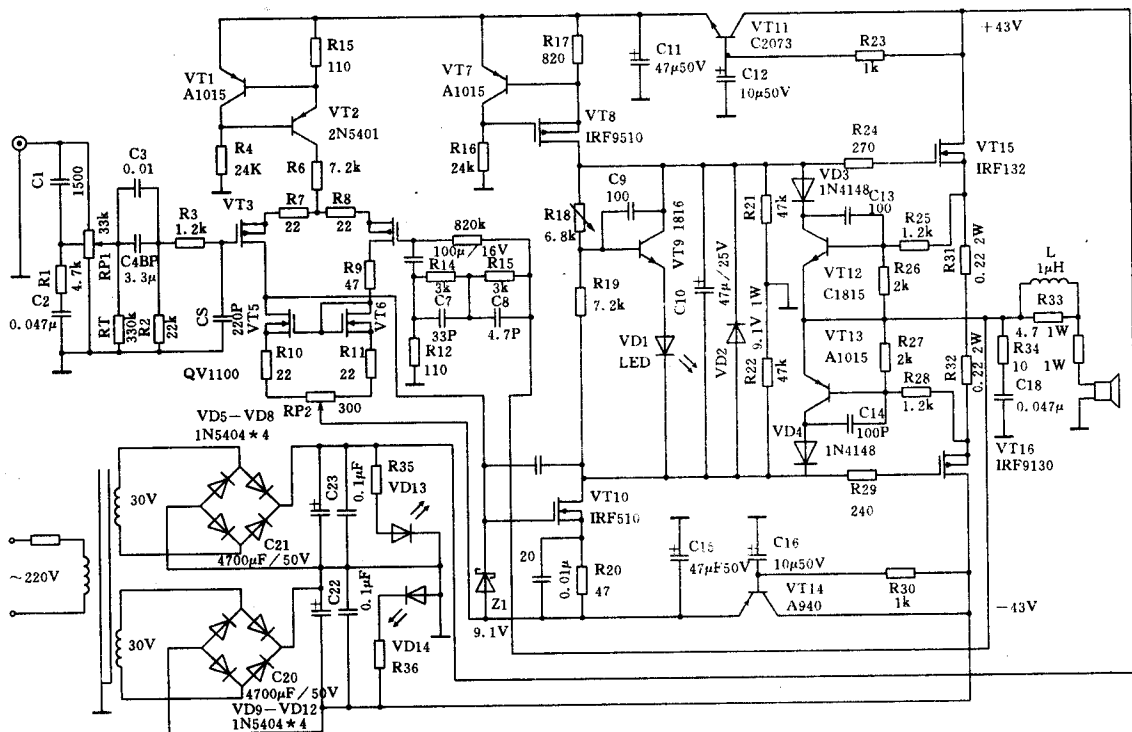 VT11
C2073
+43V
R23
1k
C11
47μ50V
C12
10μ50V
R17
820
VT7
A1015
VT8
IRF9510
R16
24k
R15
110
VT1
A1015
VT2
2N5401
R4
24K
R6
7.2k
C3
0.01
C1
1500
33k
RP1
R1
4.7k
C2
0.047μ
C4BP
3.3μ
R3
1.2k
RT
330k
R2
22k
CS
220P
VT3
R7
22
R8
22
R9
47
VT5
VT6
R10
22
R11
22
QV1100
RP2
300
820k
100μ/16V
R14
3k
R15
3k
C7
33P
C8
4.7P
R12
110
R18
6.8k
R19
7.2k
C9
100
VT9 1816
C10
47μ/25V
VD1
LED
VD2
9.1V 1W
R21
47k
R22
47k
R24
270
VT15
IRF132
VD3
1N4148
C13
100
R25
1.2k
R26
2k
VT12
C1815
R31
0.22 2W
VT13
A1015
R27
2k
R28
1.2k
R32
0.22 2W
C14
100P
VD4
1N4148
R29
240
VT16
IRF9130
L
1μH
R33
4.7 1W
R34
10
1W
C18
0.047μ
VT10
IRF510
20
0.01μ
R20
47
Z1
9.1V
C15
47μF50V
C16
10μ50V
VT14
A940
R30
1k
-43V
VD5-VD8
1N5404*4
30V
C23
0.1μF
R35
VD13
C21
4700μF/50V
~220V
C22
0.1μF
VD14
R36
30V
C20
4700μF/50V
VD9-VD12
1N5404*4